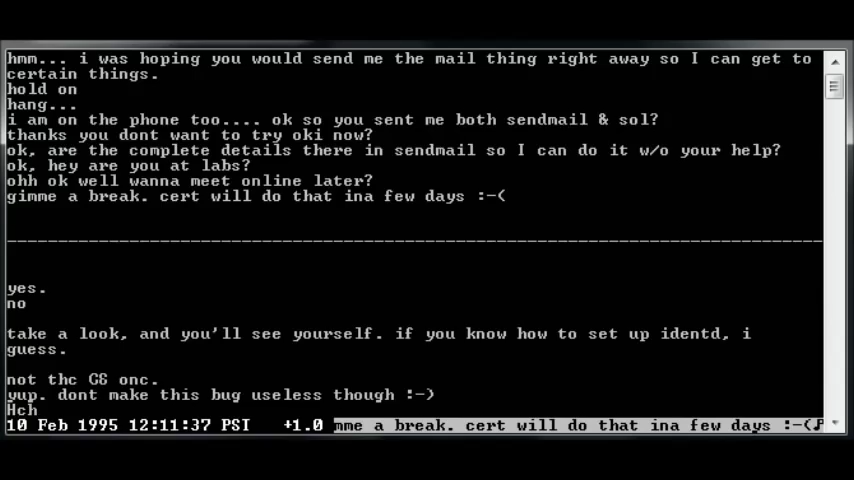 hmm... i was hoping you would send me the mail thing right away so I can get to
certain things.
hold on
hang...
i am on the phone too.... ok so you sent me both sendmail & sol?
thanks you dont want to try oki now?
ok, are the complete details there in sendmail so I can do it w/o your help?
ok, hey are you at labs?
ohh ok well wanna meet online later?
gimme a break. cert will do that ina few days :-(
yes.
no
take a look, and you'll see yourself. if you know how to set up identd, i
guess.
not thc G& onc.
yup. dont make this bug useless though :-)
Hch
10 Feb 1995 12:11:37 PSI +1.0 mme a break. cert will do that ina few days :-(♪